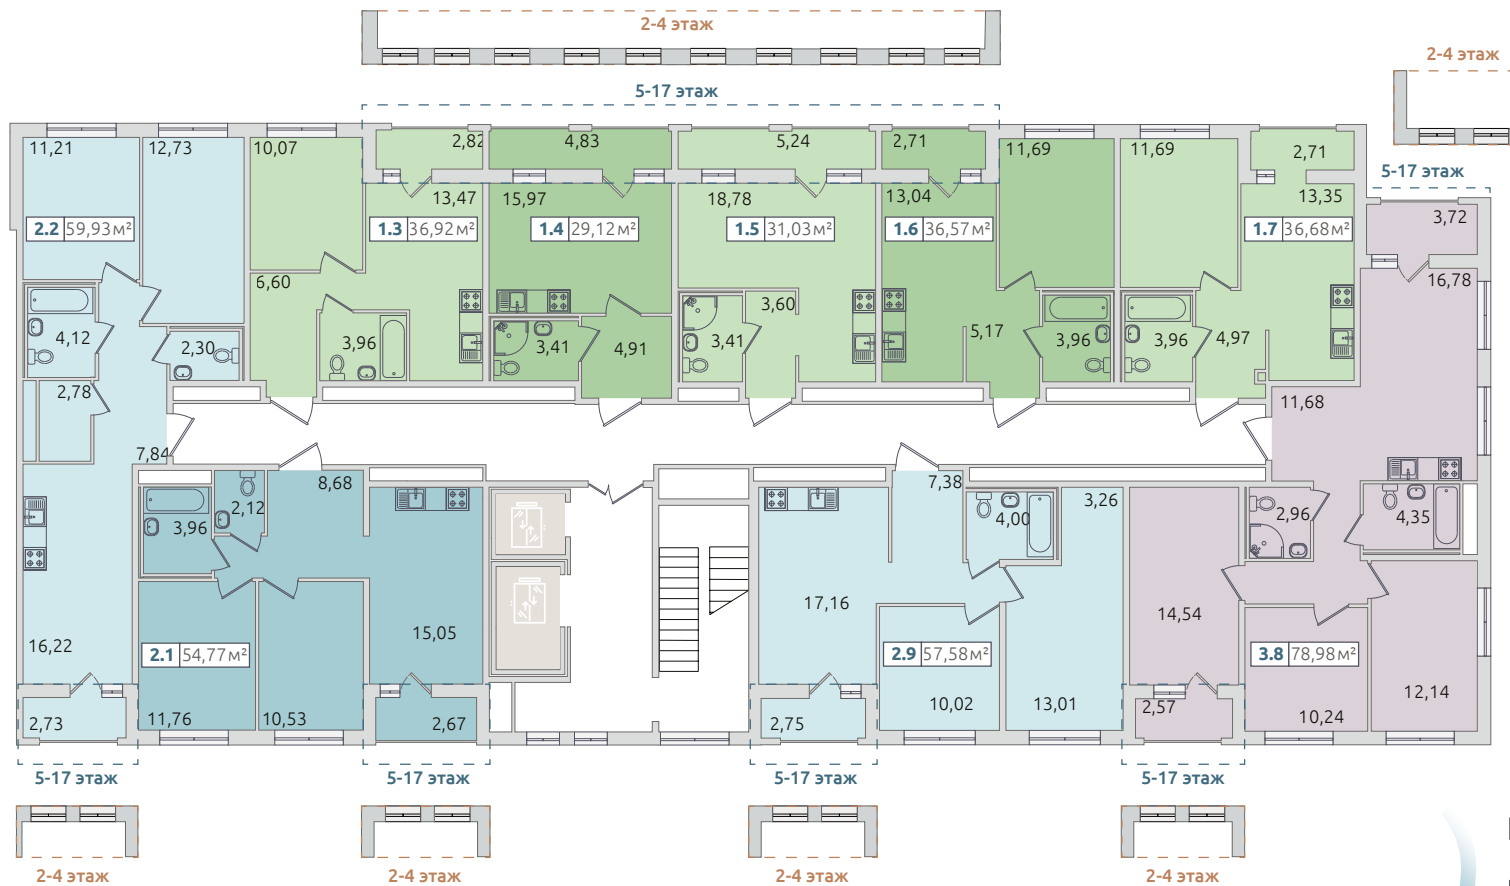 2-4 этаж
2-4 этаж
5-17 этаж
11,21
12,73
10,07
2,82
4,83
5,24
2,71
11,69
11,69
2,71
5-17 этаж
13,47
15,97
18,78
13,04
13,35
3,72
2.2 59,93м²
1.3 36,92м²
1.4 29,12м²
1.5 31,03м²
1.6 36,57м²
1.7 36,68м²
16,78
6,60
3,60
4,12
2,30
3,96
3,41
4,91
3,41
5,17
3,96
3,96
4,97
2,78
11,68
7,84
8,68
7,38
3,26
3,96
2,12
4,00
2,96
4,35
17,16
14,54
16,22
2.1 54,77м²
15,05
2.9 57,58м²
3.8 78,98м²
2,73
11,76
10,53
2,67
2,75
10,02
13,01
2,57
10,24
12,14
5-17 этаж
5-17 этаж
5-17 этаж
5-17 этаж
2-4 этаж
2-4 этаж
2-4 этаж
2-4 этаж